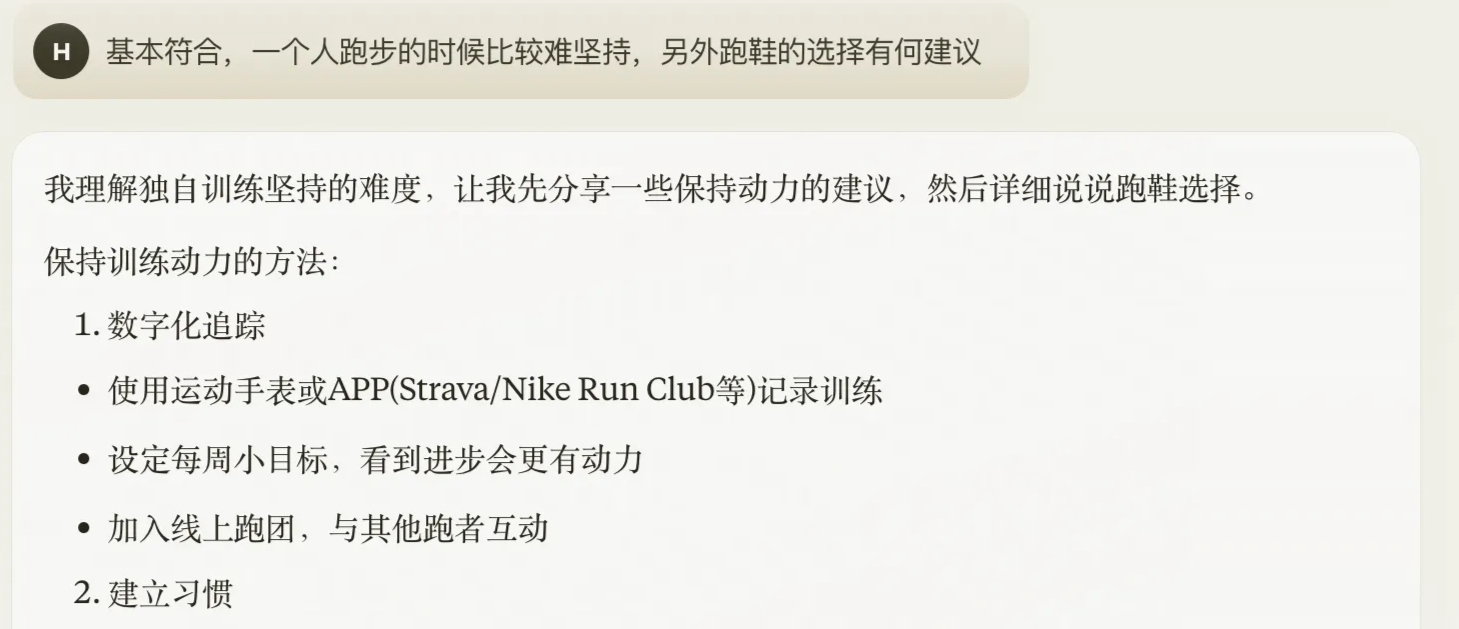 H 基本符合，一个人跑步的时候比较难坚持，另外跑鞋的选择有何建议
我理解独自训练坚持的难度，让我先分享一些保持动力的建议，然后详细说说跑鞋选择。
保持训练动力的方法：
1. 数字化追踪
• 使用运动手表或APP(Strava/Nike Run Club等)记录训练
• 设定每周小目标，看到进步会更有动力
• 加入线上跑团，与其他跑者互动
2. 建立习惯